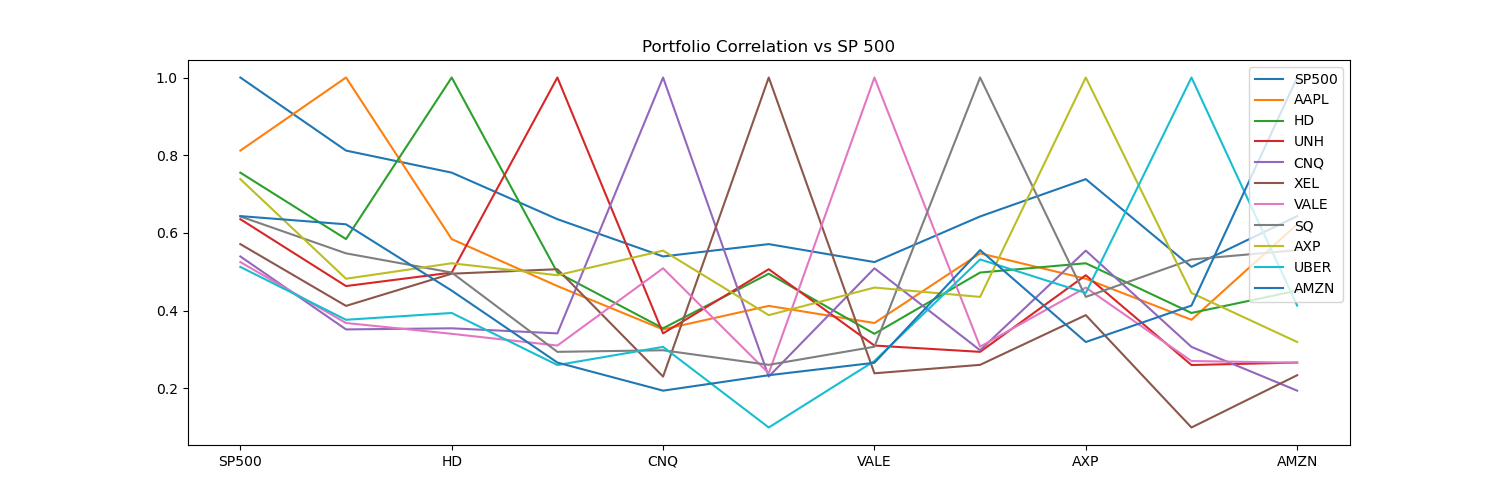 Portfolio Correlation vs SP 500
1.0
0.8
0.6
0.4
0.2
SP500
HD
CNQ
VALE
AXP
AMZN
SP500
AAPL
HD
UNH
CNQ
XEL
VALE
SQ
AXP
UBER
AMZN